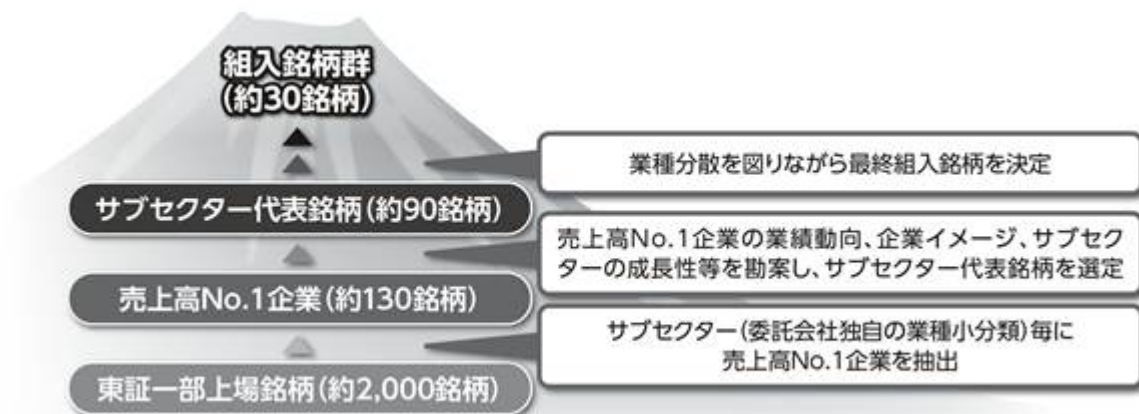 組入銘柄群
(約30銘柄)
業種分散を図りながら最終組入銘柄を決定
サブセクター代表銘柄(約90銘柄)
売上高No.1企業の業績動向、企業イメージ、サブセク
ターの成長性等を勘案し、サブセクター代表銘柄を選定
売上高No.1企業(約130銘柄)
サブセクター(委託会社独自の業種小分類)毎に
売上高No.1企業を抽出
東証一部上場銘柄(約2,000銘柄)